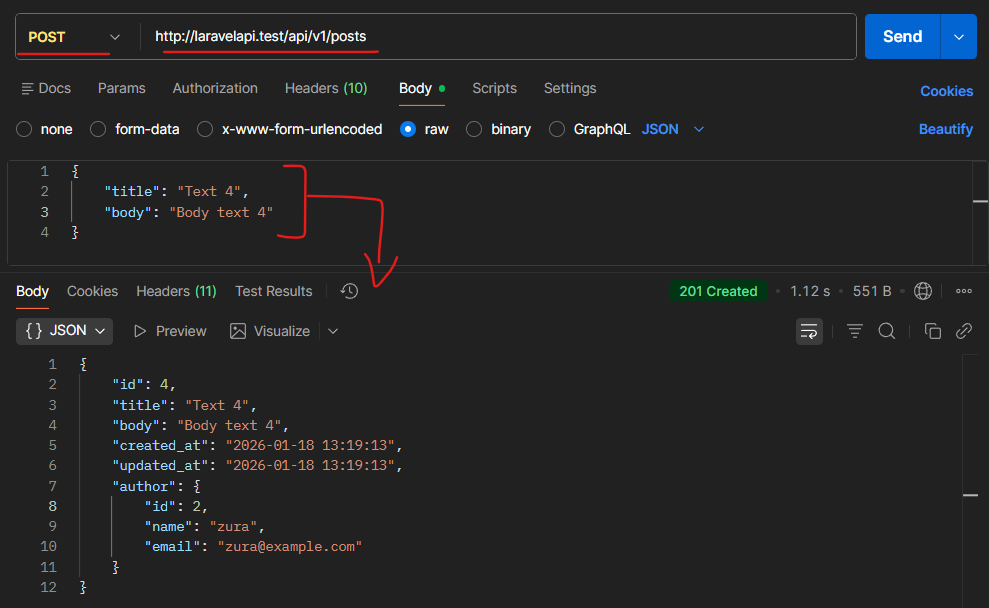 POST http://laravelapi.test/api/v1/posts Send
Docs Params Authorization Headers (10) Body Scripts Settings Cookies
none form-data x-www-form-urlencoded raw binary GraphQL JSON Beautify
1 {
2 "title": "Text 4",
3 "body": "Body text 4"
4 }
Body Cookies Headers (11) Test Results 201 Created • 1.12 s • 551 B •
{} JSON Preview Visualize
1 {
2 "id": 4,
3 "title": "Text 4",
4 "body": "Body text 4",
5 "created_at": "2026-01-18 13:19:13",
6 "updated_at": "2026-01-18 13:19:13",
7 "author": {
8 "id": 2,
9 "name": "zura",
10 "email": "zura@example.com"
11 }
12 }